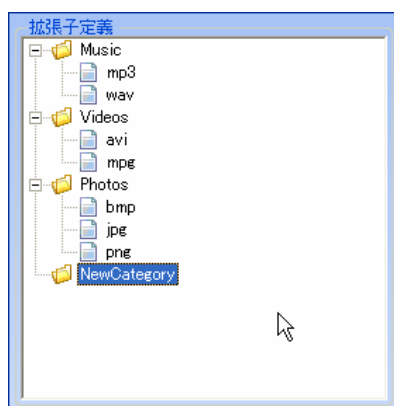 拡張子定義
Music
mp3
wav
Videos
avi
mpg
Photos
bmp
jpg
png
NewCategory